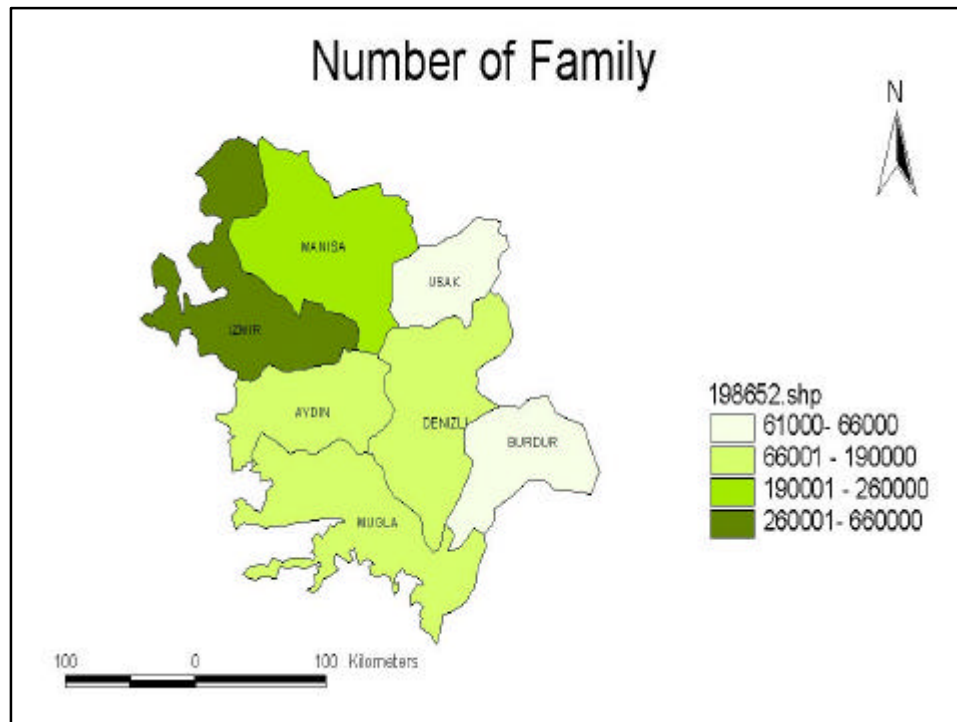 Number of Family
N
MANISA
USAK
IZMIR
AYDIN
DENIZLI
BURDUR
MUGLA
198652.shp
61000- 66000
66001 - 190000
190001 - 260000
260001- 660000
100 0 100 Kilometers